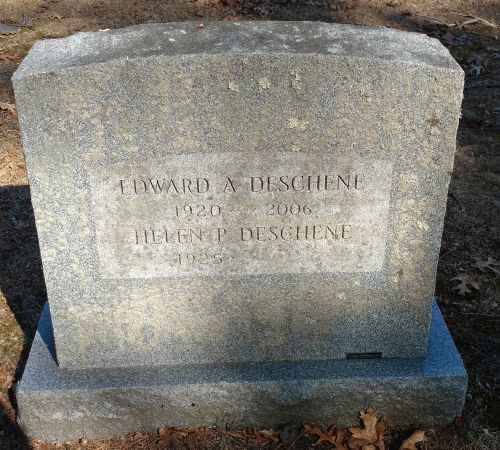 EDWARD A DESCHENE
1920 – 2006
HELEN P. DESCHENE
1925